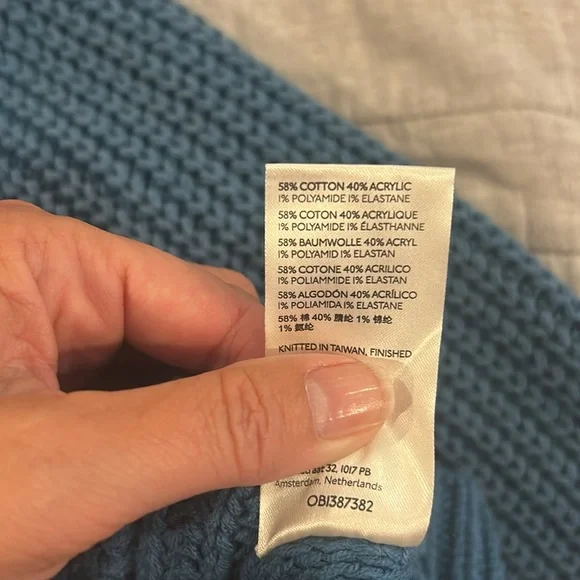 58% COTTON 40% ACRYLIC
1% POLYAMIDE 1% ELASTANE
58% COTON 40% ACRYLIQUE
1% POLYAMIDE 1% ÉLASTHANNE
58% BAUMWOLLE 40% ACRYL
1% POLYAMID 1% ELASTAN
58% COTONE 40% ACRILICO
1% POLIAMMIDE 1% ELASTAN
58% ALGODÓN 40% ACRÍLICO
1% POLIAMIDA 1% ELASTANE
58% 棉 40% 腈纶 1% 锦纶
1% 氨纶
KNITTED IN TAIWAN, FINISHED
32, 1017 PB
Amsterdam, Netherlands
OB1387382